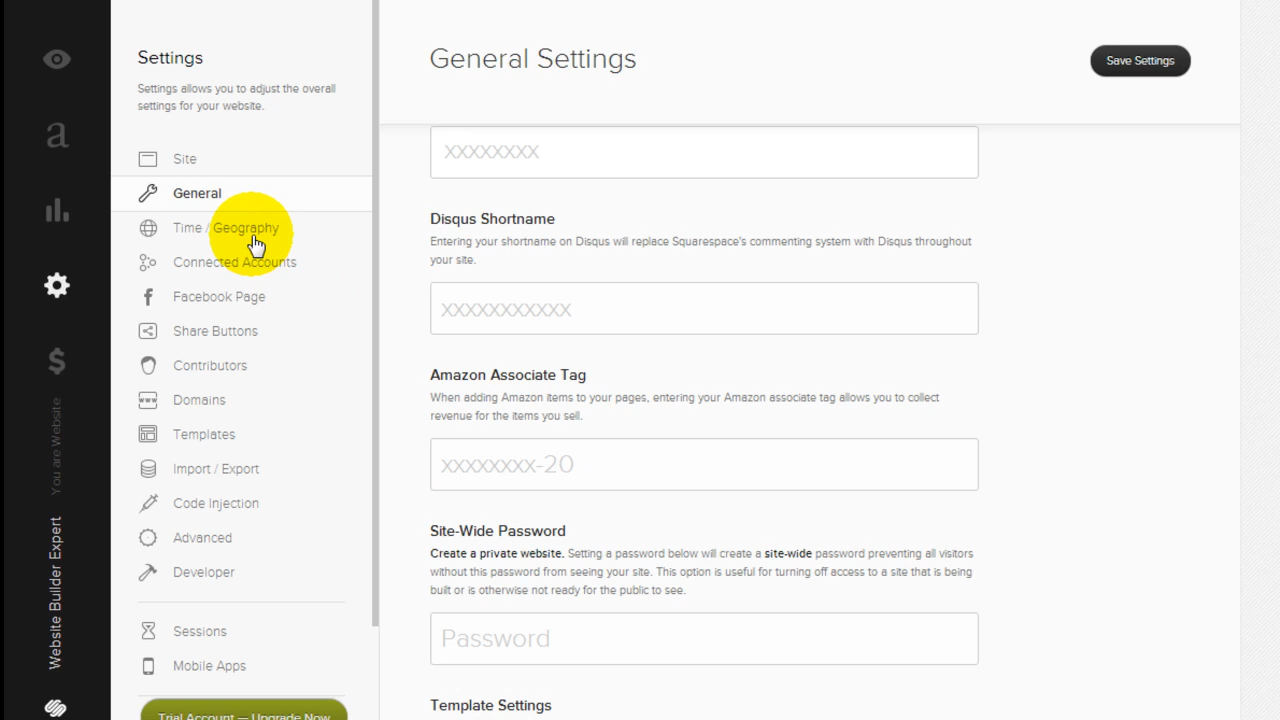 Settings
Settings allows you to adjust the overall
settings for your website.
Site
General
Time / Geography
Connected Accounts
Facebook Page
Share Buttons
Contributors
Domains
Templates
Import / Export
Code Injection
Advanced
Developer
Sessions
Mobile Apps
Trial Account — Upgrade Now
a
$
You are Website
Website Builder Expert
General Settings
Save Settings
xxxxxxxx
Disqus Shortname
Entering your shortname on Disqus will replace Squarespace's commenting system with Disqus throughout
your site.
xxxxxxxxxxx
Amazon Associate Tag
When adding Amazon items to your pages, entering your Amazon associate tag allows you to collect
revenue for the items you sell.
xxxxxxxx-20
Site-Wide Password
Create a private website. Setting a password below will create a site-wide password preventing all visitors
without this password from seeing your site. This option is useful for turning off access to a site that is being
built or is otherwise not ready for the public to see.
Password
Template Settings